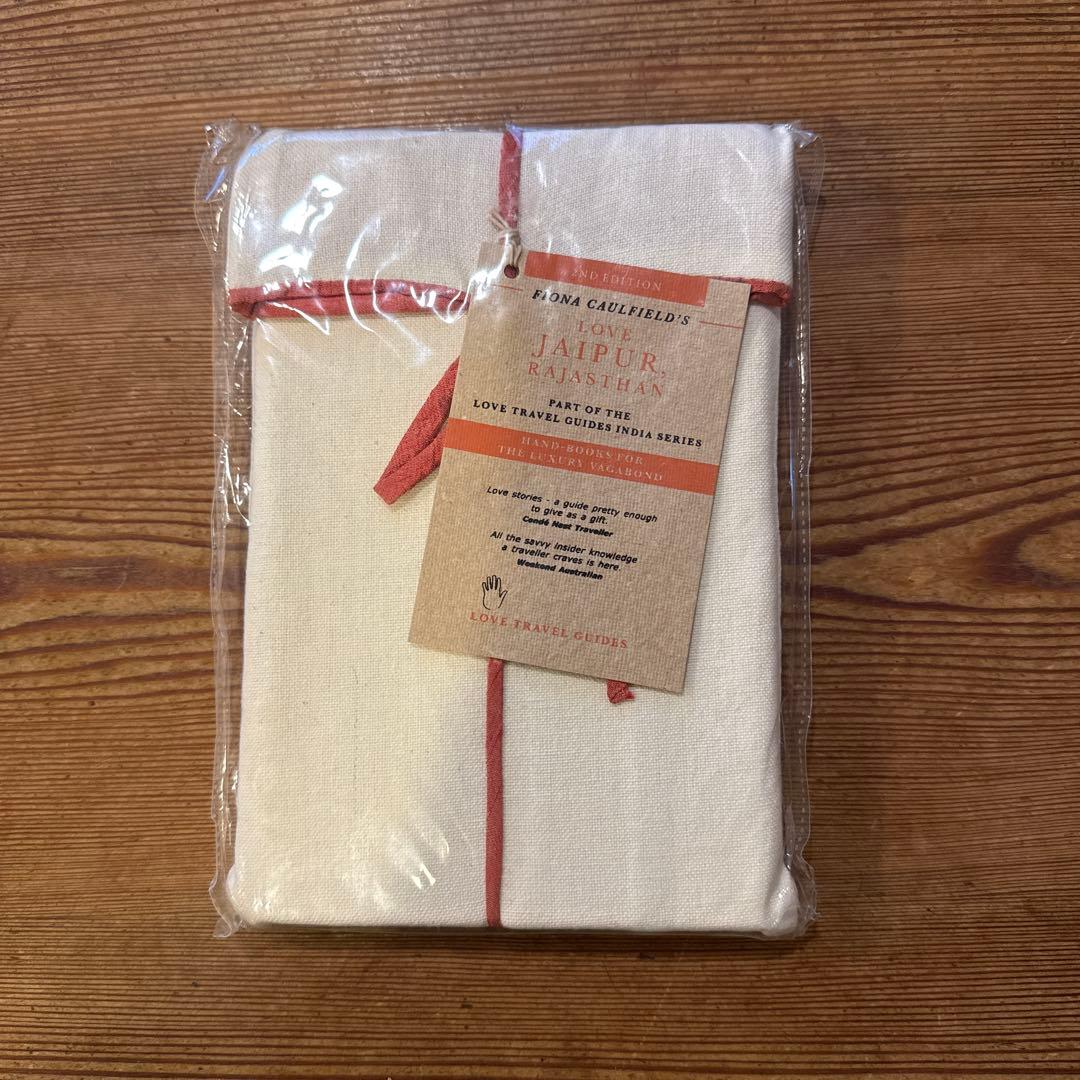 2ND EDITION
FIONA CAULFIELD'S
LOVE
JAIPUR,
RAJASTHAN
PART OF THE
LOVE TRAVEL GUIDES INDIA SERIES
HAND-BOOKS FOR
THE LUXURY VAGABOND
Love stories - a guide pretty enough
to give as a gift.
Condé Nast Traveller
All the savvy insider knowledge
a traveller craves is here.
Weekend Australian
LOVE TRAVEL GUIDES